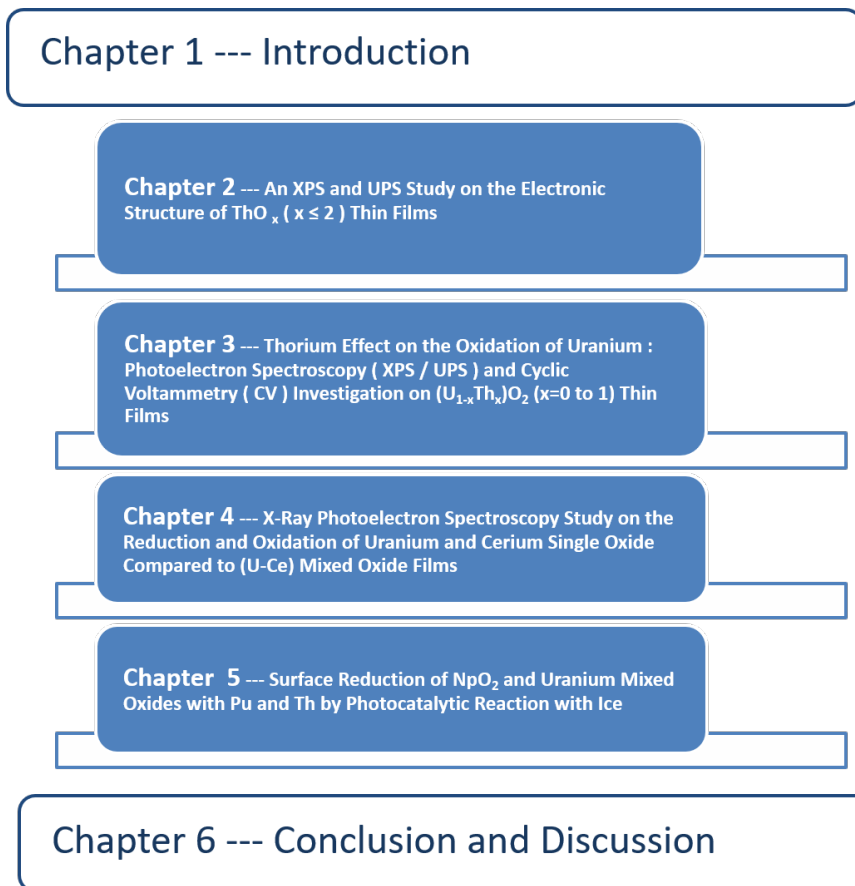 Chapter 1 --- Introduction
Chapter 2 --- An XPS and UPS Study on the Electronic
Structure of ThO ₓ ( x ≤ 2 ) Thin Films
Chapter 3 --- Thorium Effect on the Oxidation of Uranium :
Photoelectron Spectroscopy ( XPS / UPS ) and Cyclic
Voltammetry ( CV ) Investigation on (U₁₋ₓThₓ)O₂ (x=0 to 1) Thin
Films
Chapter 4 --- X-Ray Photoelectron Spectroscopy Study on the
Reduction and Oxidation of Uranium and Cerium Single Oxide
Compared to (U-Ce) Mixed Oxide Films
Chapter 5 --- Surface Reduction of NpO₂ and Uranium Mixed
Oxides with Pu and Th by Photocatalytic Reaction with Ice
Chapter 6 --- Conclusion and Discussion